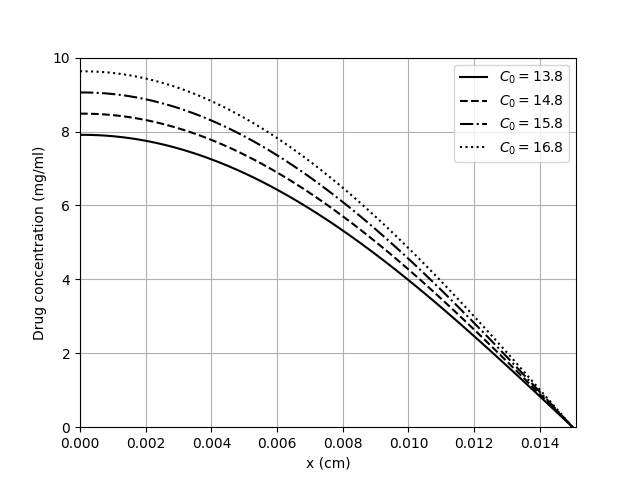 10
8
6
4
2
0
Drug concentration (mg/ml)
C₀ = 13.8
C₀ = 14.8
C₀ = 15.8
C₀ = 16.8
0.000 0.002 0.004 0.006 0.008 0.010 0.012 0.014
x (cm)